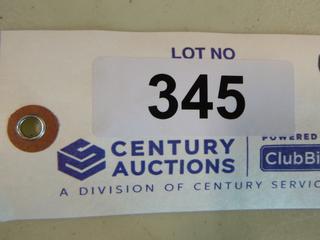 LOT NO
345
CENTURY
AUCTIONS
POWERED
ClubBi
A DIVISION OF CENTURY SERVIC